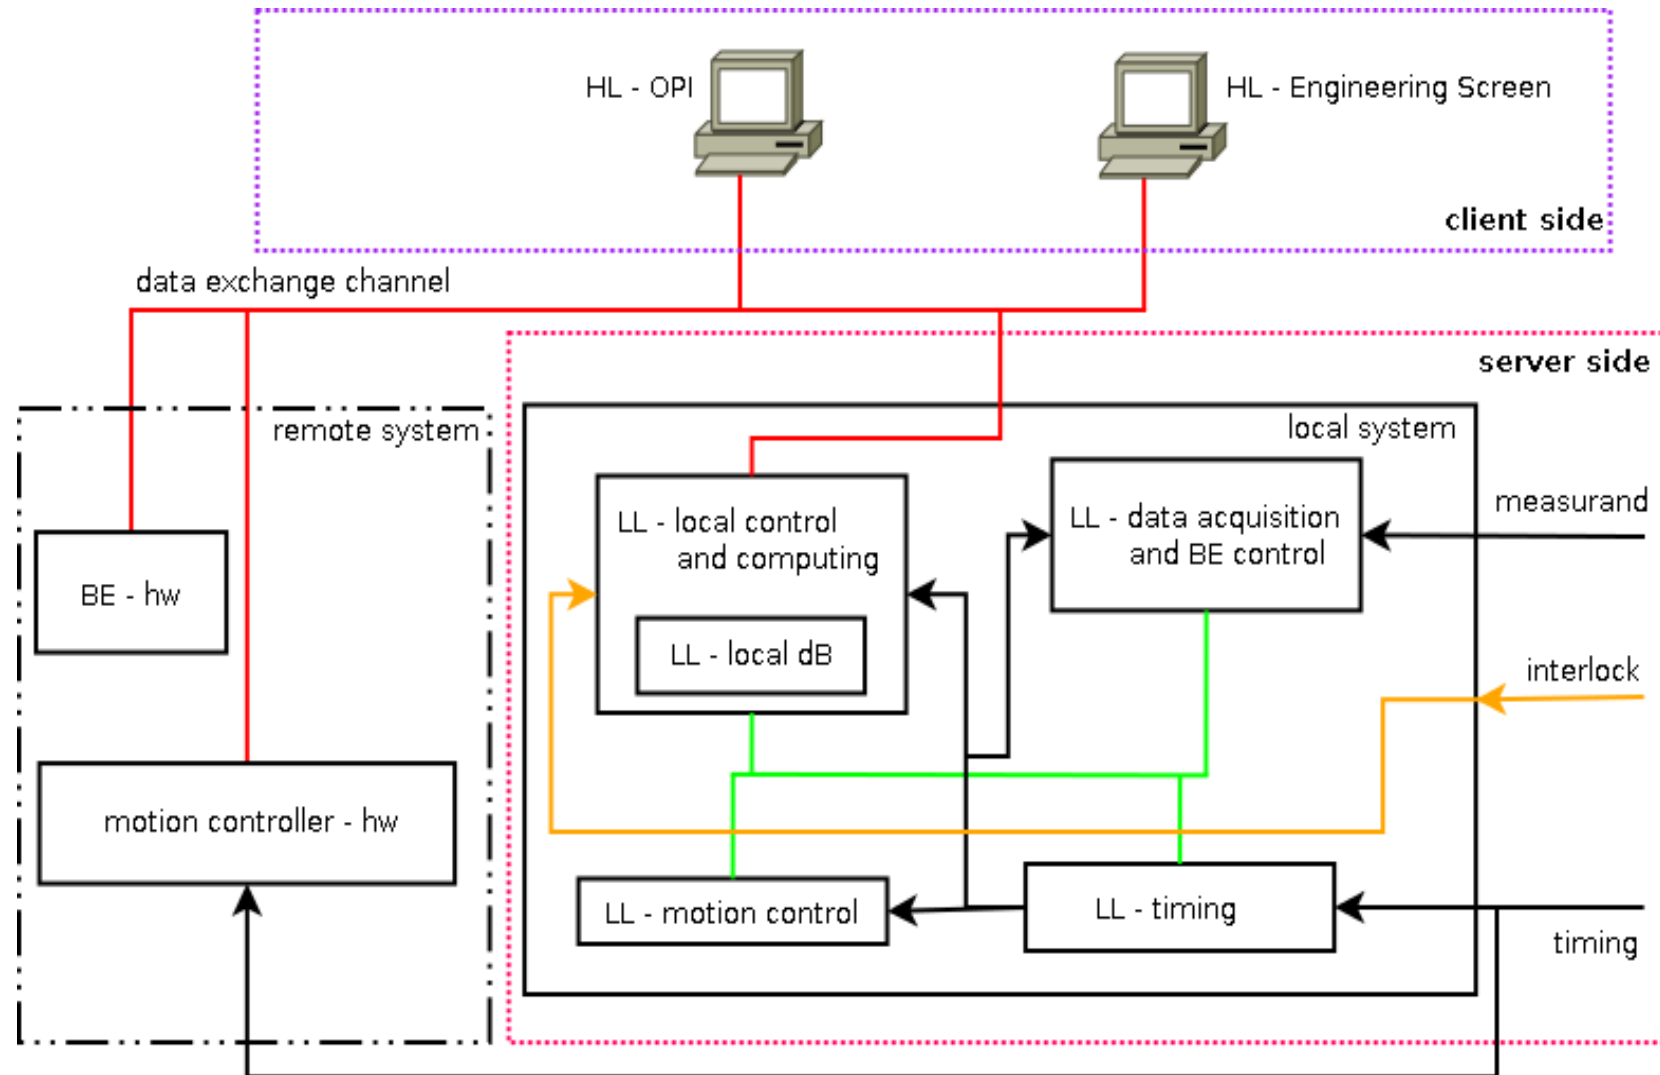 HL - OPI
HL - Engineering Screen
client side
data exchange channel
server side
remote system
local system
LL - local control
and computing
LL - data acquisition
and BE control
measurand
BE - hw
LL - local dB
interlock
motion controller - hw
LL - motion control
LL - timing
timing